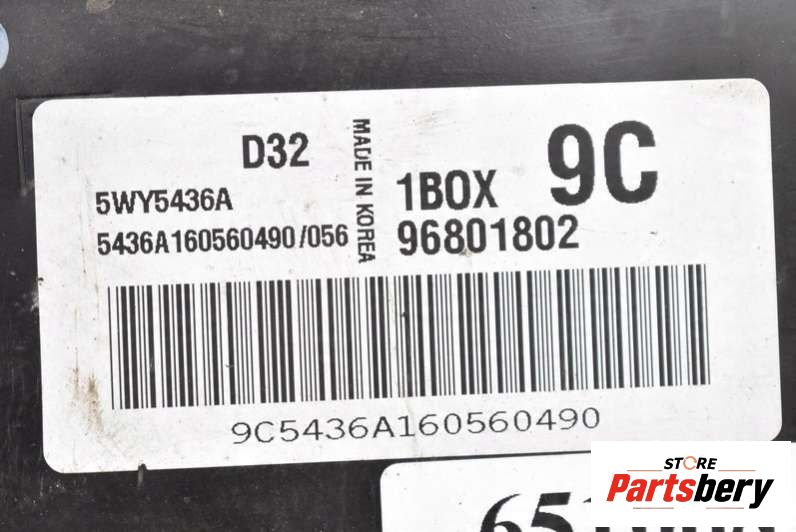 D32
5WY5436A
5436A160560490/056
MADE IN KOREA
1BOX 9C
96801802
9C5436A160560490
STORE
Partsbery